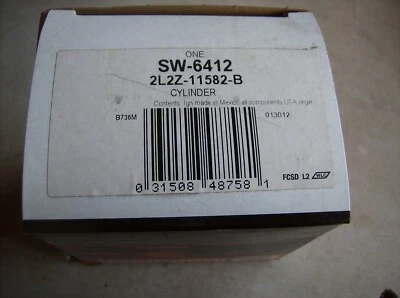 ONE
SW-6412
2L2Z-11582-B
CYLINDER
Contents: Ign made in Mexico all components, USA origin
B736M 013012
0 31508 48758 1
FCSD L2